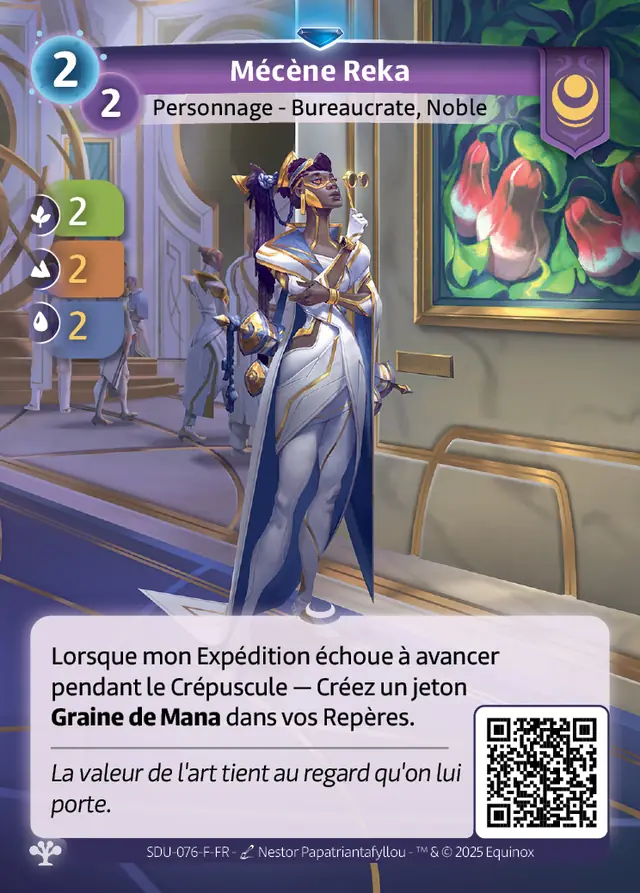 2
Mécène Reka
2
Personnage - Bureaucrate, Noble
2
2
2
Lorsque mon Expédition échoue à avancer
pendant le Crépuscule — Créez un jeton
Graine de Mana dans vos Repères.
La valeur de l'art tient au regard qu'on lui
porte.
SDU-076-F-FR - Nestor Papatriantafyllou - ™ & © 2025 Equinox